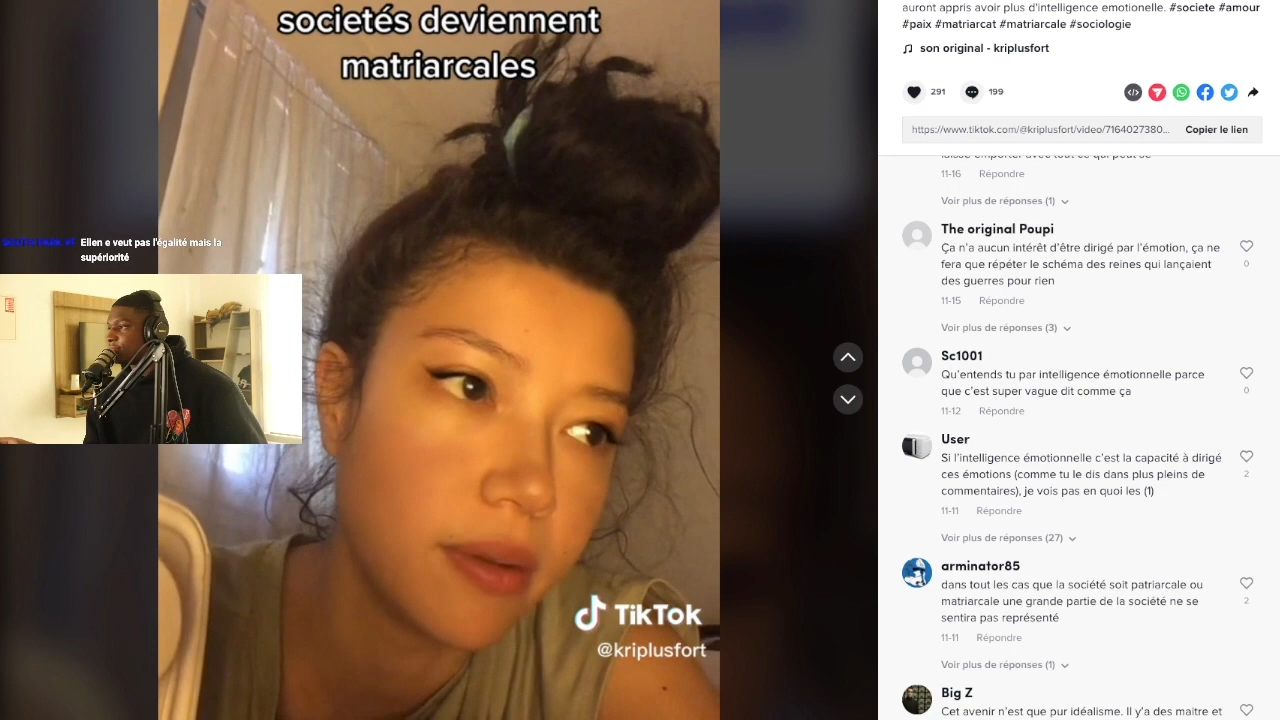 societés deviennent
matriarcales
Ellen e veut pas l'égalité mais la
supériorité
TikTok
@kriplusfort
auront appris avoir plus d'intelligence emotionelle. #societe #amour
#paix #matriarcat #matriarcale #sociologie
son original - kriplusfort
291
199
https://www.tiktok.com/@kriplusfort/video/7164027380...
Copier le lien
laisse emporter avec tout ce qui peut se
11-16 Répondre
Voir plus de réponses (1)
The original Poupi
Ça n'a aucun intérêt d'être dirigé par l'émotion, ça ne
fera que répéter le schéma des reines qui lançaient
des guerres pour rien
0
11-15 Répondre
Voir plus de réponses (3)
Sc1001
Qu'entends tu par intelligence émotionnelle parce
que c'est super vague dit comme ça
0
11-12 Répondre
User
Si l'intelligence émotionnelle c'est la capacité à dirigé
ces émotions (comme tu le dis dans plus pleins de
commentaires), je vois pas en quoi les (1)
2
11-11 Répondre
Voir plus de réponses (27)
arminator85
dans tout les cas que la société soit patriarcale ou
matriarcale une grande partie de la société ne se
sentira pas représenté
2
11-11 Répondre
Voir plus de réponses (1)
Big Z
Cet avenir n'est que pur idéalisme. Il y'a des maitre et